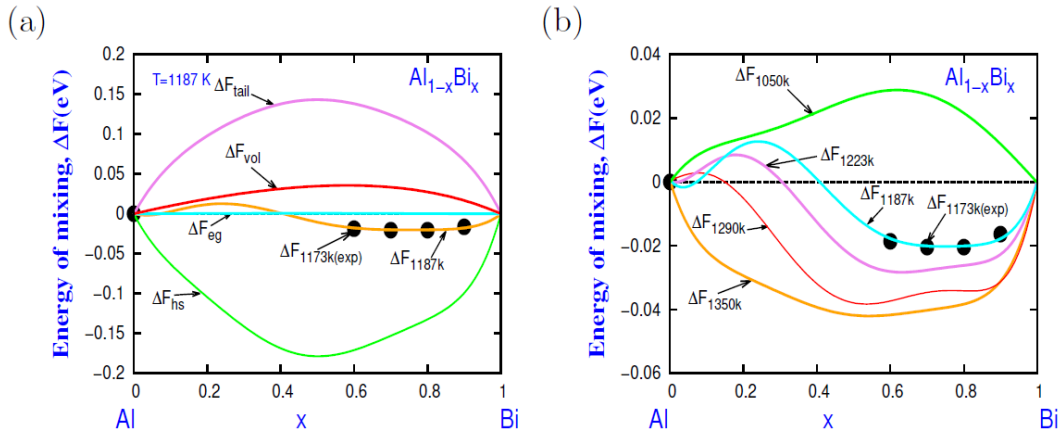 (a)
0.2
0.15
0.1
0.05
0
−0.05
−0.1
−0.15
−0.2
Energy of mixing, ΔF(eV)
T=1187 K
Al1−xBix
ΔFtail
ΔFvol
ΔFeg
ΔF1173k(exp)
ΔF1187k
ΔFhs
0 0.2 0.4 0.6 0.8 1
Al x Bi
(b)
0.04
0.02
0
−0.02
−0.04
−0.06
Energy of mixing, ΔF(eV)
Al1−xBix
ΔF1050k
ΔF1223k
ΔF1187k
ΔF1173k(exp)
ΔF1290k
ΔF1350k
0 0.2 0.4 0.6 0.8 1
Al x Bi